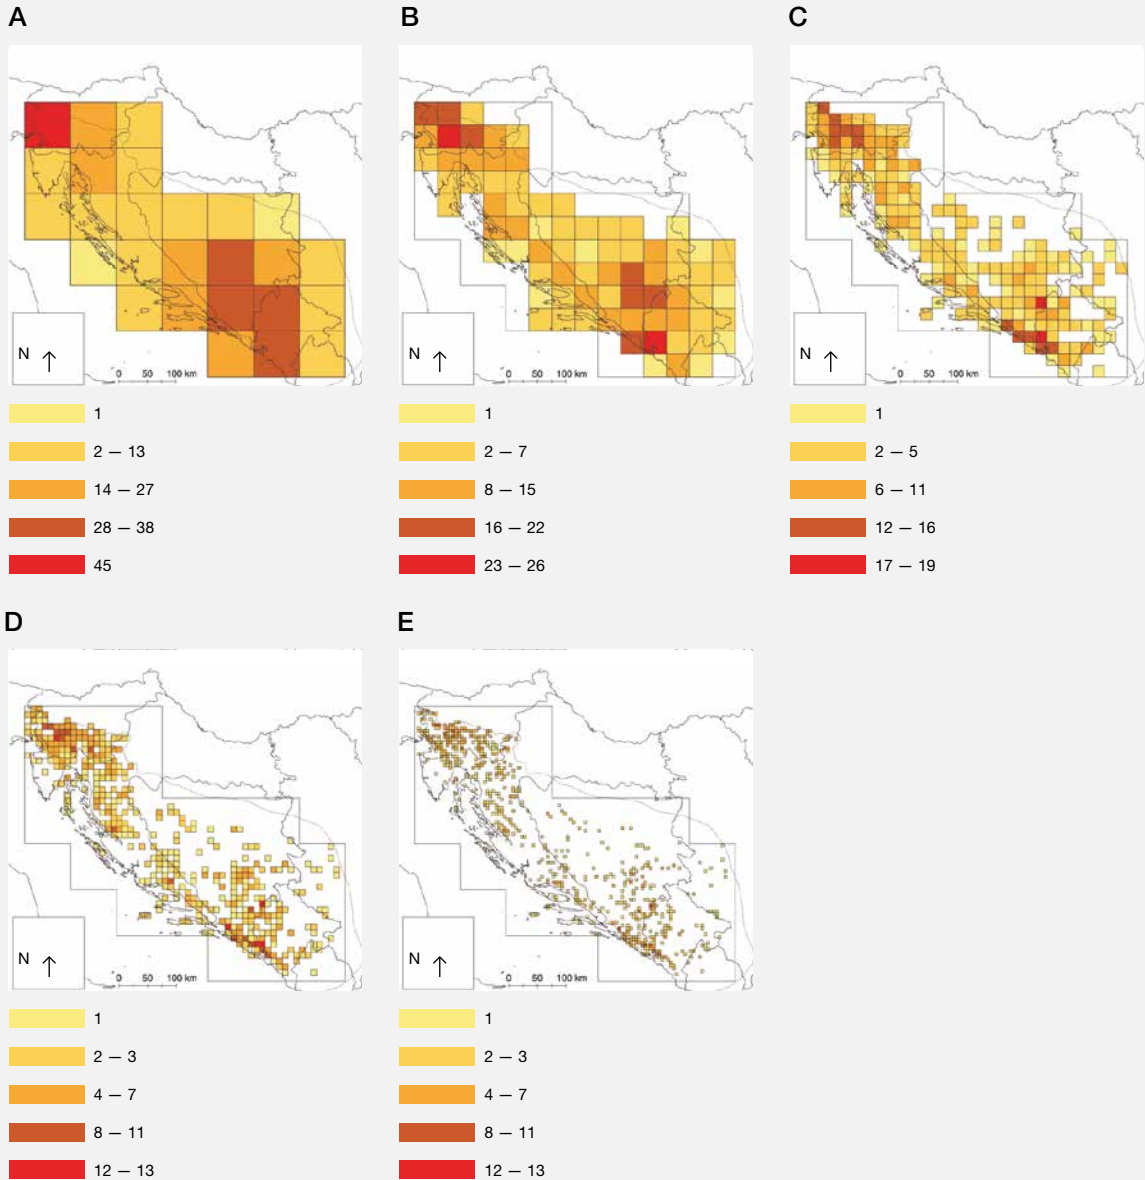 A
B
C
N
0 50 100 km
N
0 50 100 km
N
0 50 100 km
1
2 — 13
14 — 27
28 — 38
45
1
2 — 7
8 — 15
16 — 22
23 — 26
1
2 — 5
6 — 11
12 — 16
17 — 19
D
E
N
0 50 100 km
N
0 50 100 km
1
2 — 3
4 — 7
8 — 11
12 — 13
1
2 — 3
4 — 7
8 — 11
12 — 13